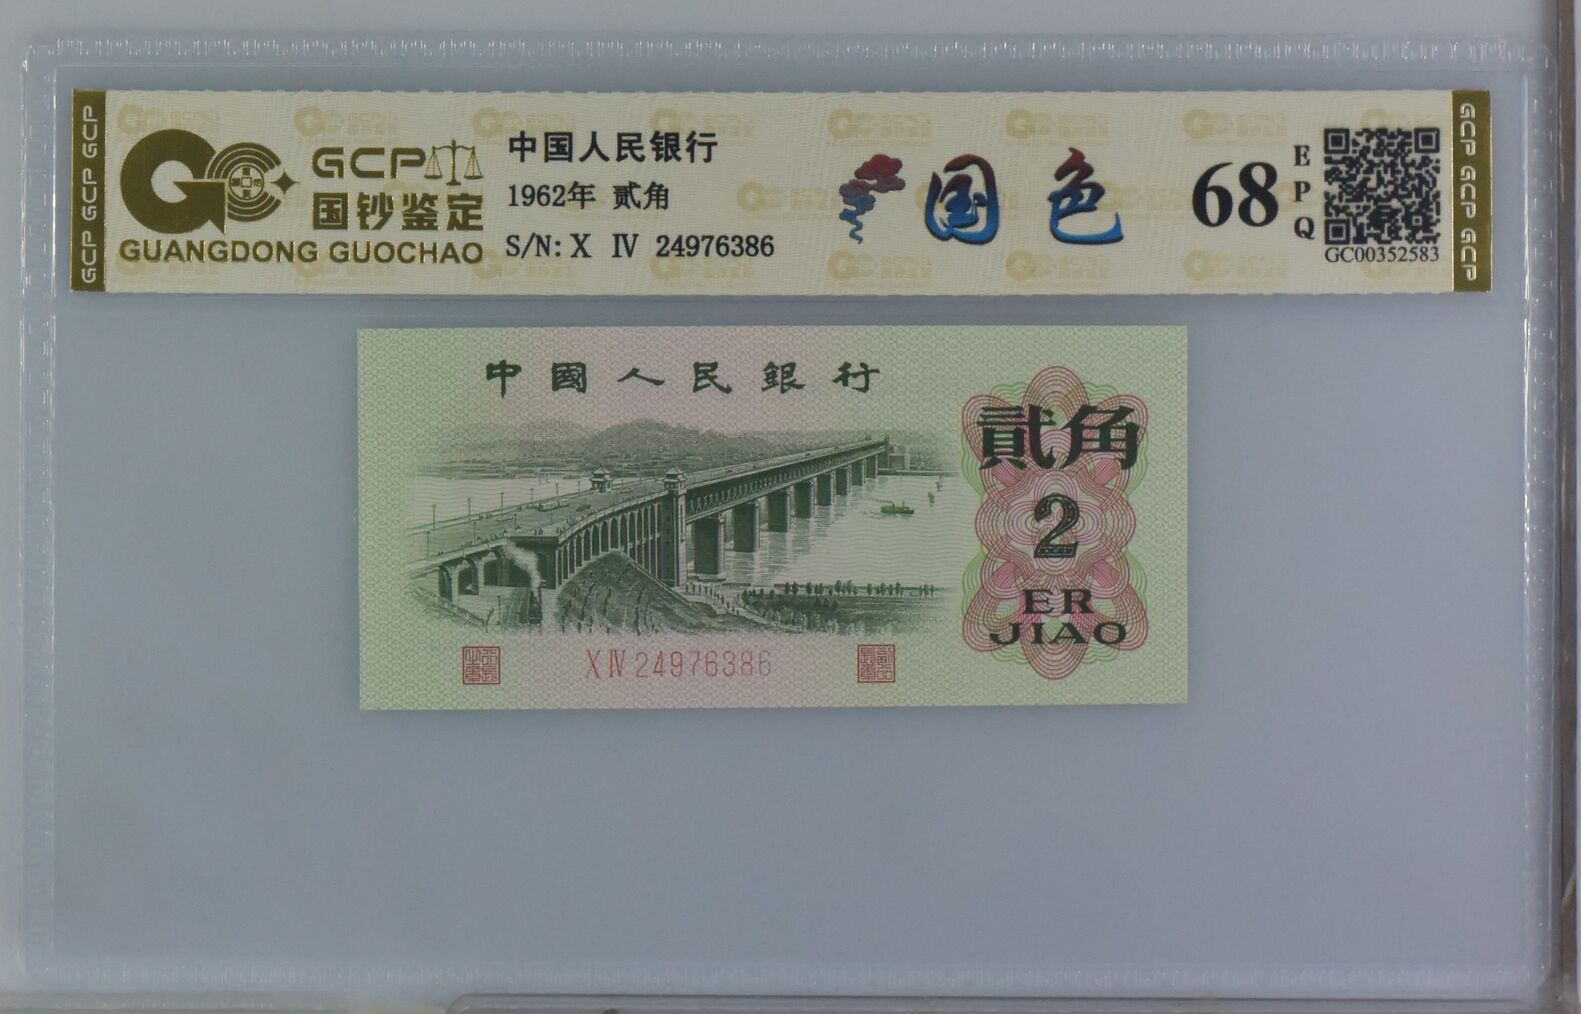 GCP GCP GCP
GCP
国钞鉴定
GUANGDONG GUOCHAO
中国人民银行
1962年 贰角
S/N: X IV 24976386
国色
68
EPQ
GC00352583
GCP GCP GCP
中國人民銀行
貳角
2
ER
JIAO
X IV 24976386